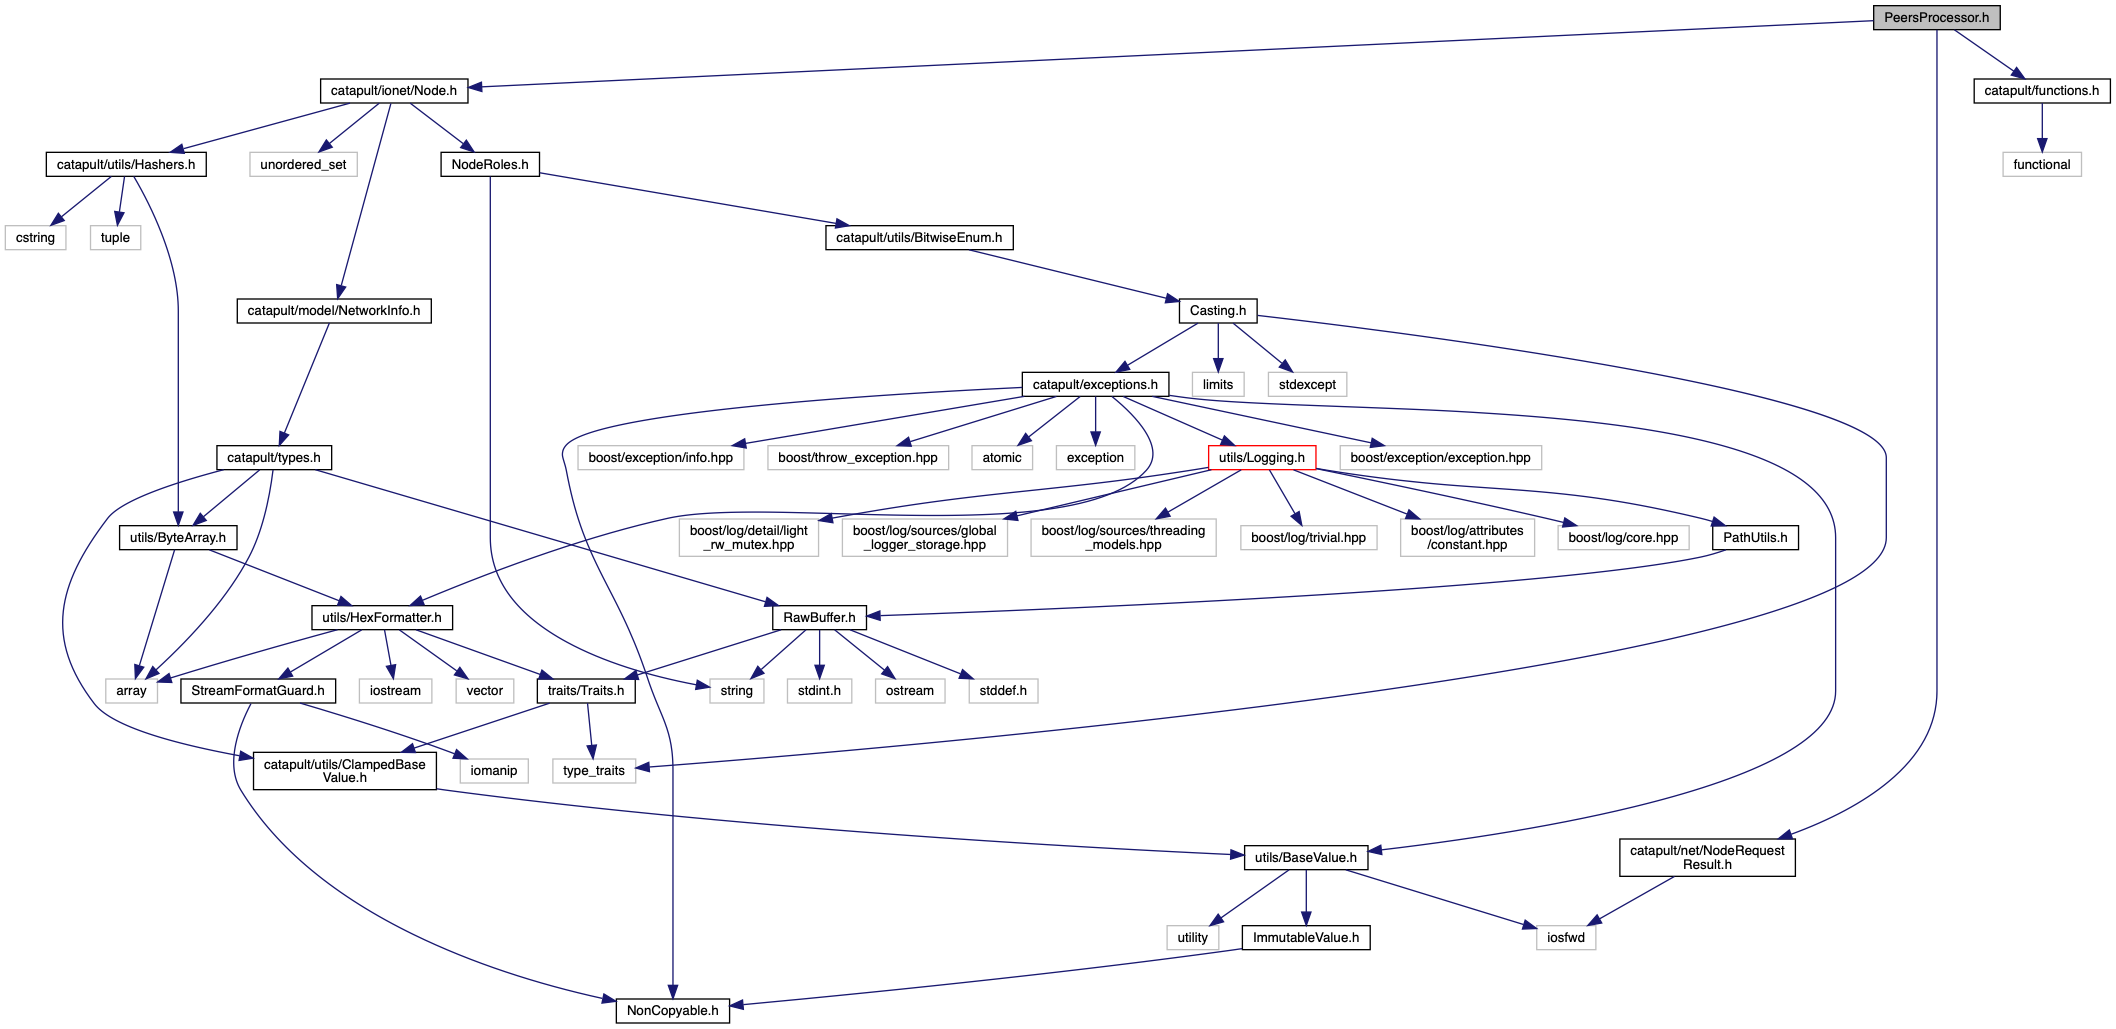 PeersProcessor.h
catapult/ionet/Node.h
catapult/functions.h
catapult/utils/Hashers.h
unordered_set
NodeRoles.h
functional
cstring
tuple
catapult/utils/BitwiseEnum.h
catapult/model/NetworkInfo.h
Casting.h
catapult/exceptions.h
limits
stdexcept
catapult/types.h
boost/exception/info.hpp
boost/throw_exception.hpp
atomic
exception
utils/Logging.h
boost/exception/exception.hpp
utils/ByteArray.h
boost/log/detail/light
_rw_mutex.hpp
boost/log/sources/global
_logger_storage.hpp
boost/log/sources/threading
_models.hpp
boost/log/trivial.hpp
boost/log/attributes
/constant.hpp
boost/log/core.hpp
PathUtils.h
utils/HexFormatter.h
RawBuffer.h
array
StreamFormatGuard.h
iostream
vector
traits/Traits.h
string
stdint.h
ostream
stddef.h
catapult/utils/ClampedBase
Value.h
iomanip
type_traits
utils/BaseValue.h
catapult/net/NodeRequest
Result.h
utility
ImmutableValue.h
iosfwd
NonCopyable.h